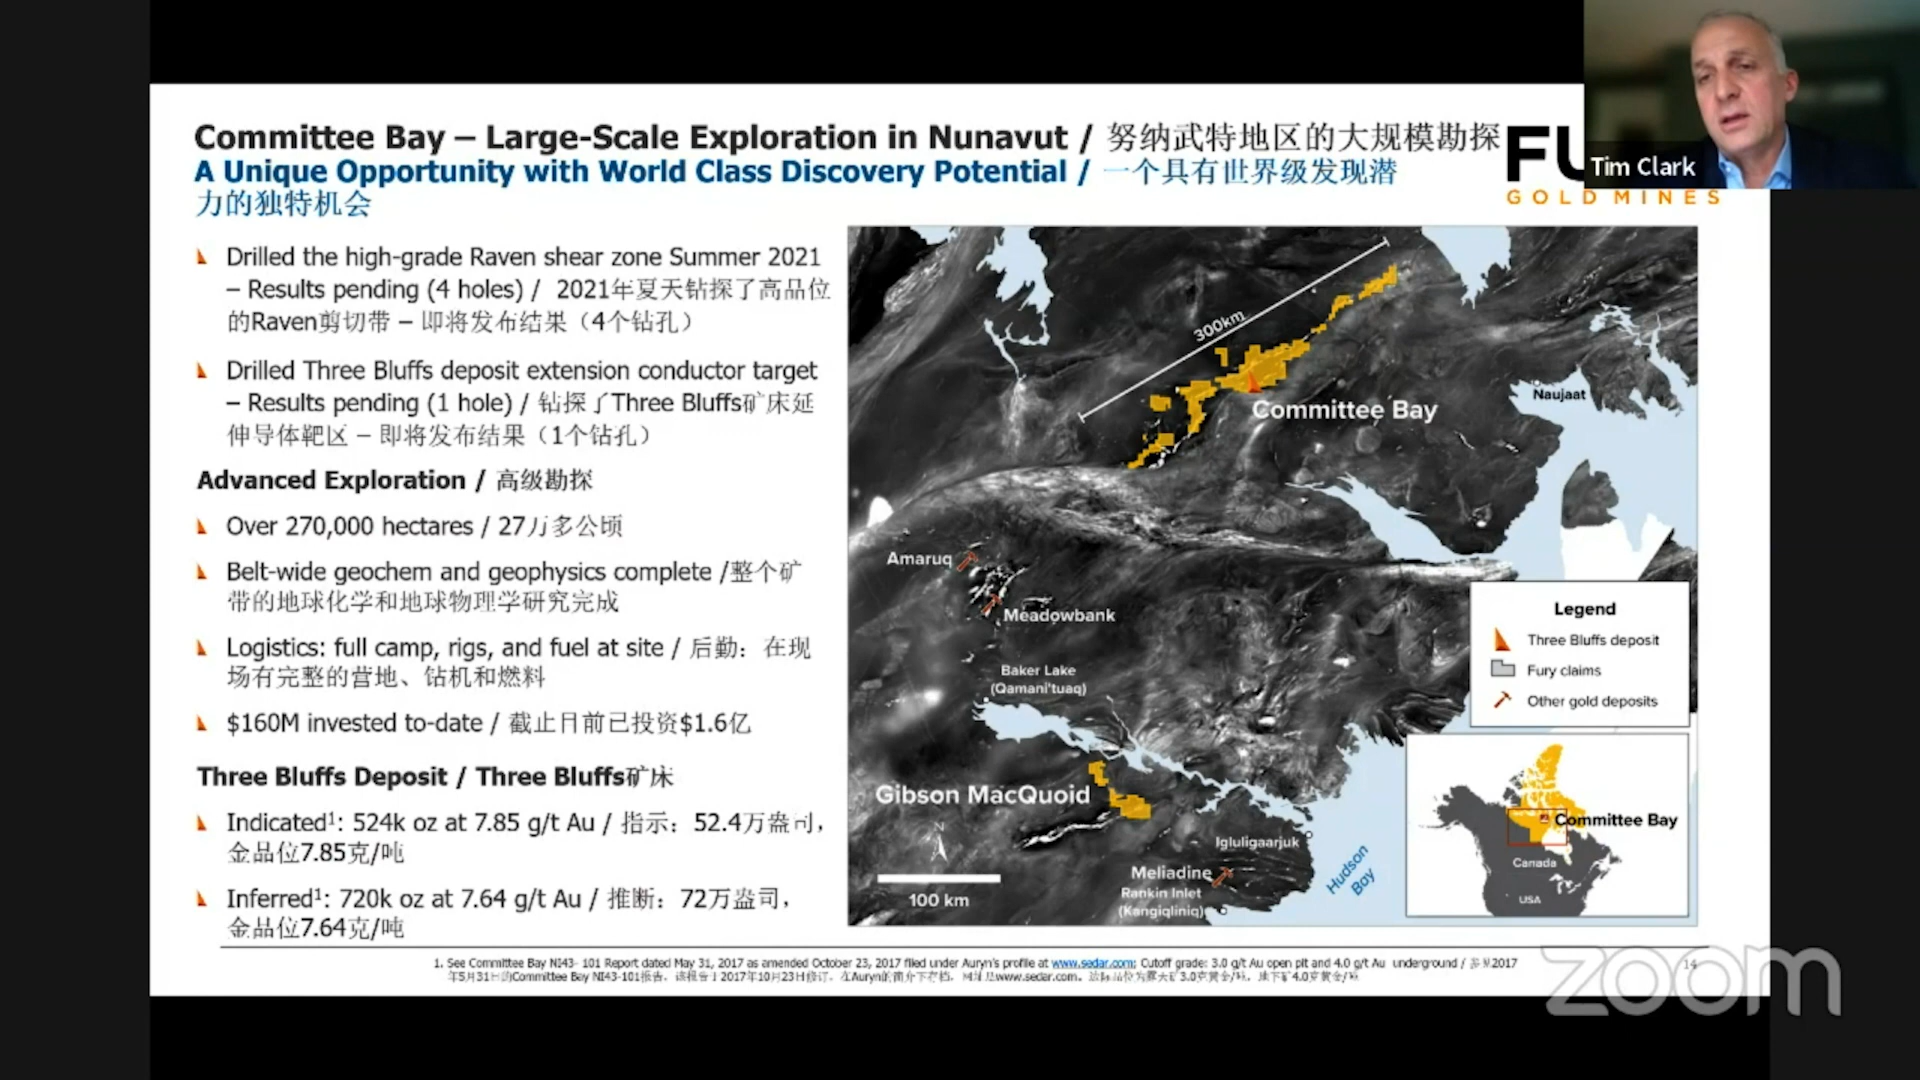 Committee Bay – Large-Scale Exploration in Nunavut / 努纳武特地区的大规模勘探
A Unique Opportunity with World Class Discovery Potential / 一个具有世界级发现潜
力的独特机会
FU
GOLD MINES
Tim Clark
Drilled the high-grade Raven shear zone Summer 2021
– Results pending (4 holes) / 2021年夏天钻探了高品位
的Raven剪切带 – 即将发布结果（4个钻孔）
Drilled Three Bluffs deposit extension conductor target
– Results pending (1 hole) / 钻探了Three Bluffs矿床延
伸导体靶区 – 即将发布结果（1个钻孔）
Advanced Exploration / 高级勘探
Over 270,000 hectares / 27万多公顷
Belt-wide geochem and geophysics complete /整个矿
带的地球化学和地球物理学研究完成
Logistics: full camp, rigs, and fuel at site / 后勤：在现
场有完整的营地、钻机和燃料
$160M invested to-date / 截止目前已投资$1.6亿
Three Bluffs Deposit / Three Bluffs矿床
Indicated¹: 524k oz at 7.85 g/t Au / 指示：52.4万盎司，
金品位7.85克/吨
Inferred¹: 720k oz at 7.64 g/t Au / 推断：72万盎司，
金品位7.64克/吨
300km
Committee Bay
Naujaat
Amaruq
Meadowbank
Baker Lake
(Qamani'tuaq)
Gibson MacQuoid
N
100 km
Igluligaarjuk
Meliadine
Rankin Inlet
(Kangiqliniq)
Hudson
Bay
Legend
Three Bluffs deposit
Fury claims
Other gold deposits
Committee Bay
Canada
USA
1. See Committee Bay NI43-101 Report dated May 31, 2017 as amended October 23, 2017 filed under Auryn's profile at www.sedar.com; Cutoff grade: 3.0 g/t Au open pit and 4.0 g/t Au underground / 参见2017
年5月31日的Committee Bay NI43-101报告，该报告于2017年10月23日修订，在Auryn的简介下存档，网址是www.sedar.com。边际品位为露天矿3.0克黄金/吨，地下矿4.0克黄金/吨
14
zoom